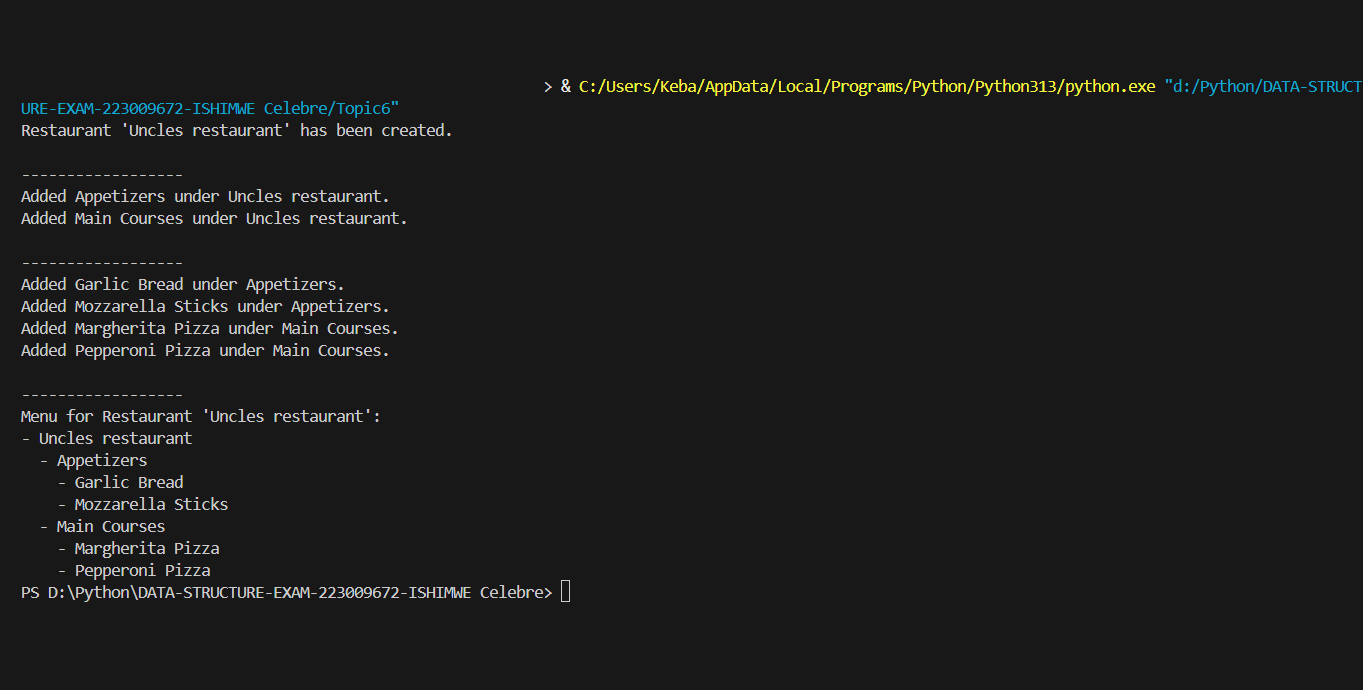 > & C:/Users/Keba/AppData/Local/Programs/Python/Python313/python.exe "d:/Python/DATA-STRUCT
URE-EXAM-223009672-ISHIMWE Celebre/Topic6"
Restaurant 'Uncles restaurant' has been created.
------------------
Added Appetizers under Uncles restaurant.
Added Main Courses under Uncles restaurant.
------------------
Added Garlic Bread under Appetizers.
Added Mozzarella Sticks under Appetizers.
Added Margherita Pizza under Main Courses.
Added Pepperoni Pizza under Main Courses.
------------------
Menu for Restaurant 'Uncles restaurant':
- Uncles restaurant
  - Appetizers
    - Garlic Bread
    - Mozzarella Sticks
  - Main Courses
    - Margherita Pizza
    - Pepperoni Pizza
PS D:\Python\DATA-STRUCTURE-EXAM-223009672-ISHIMWE Celebre>